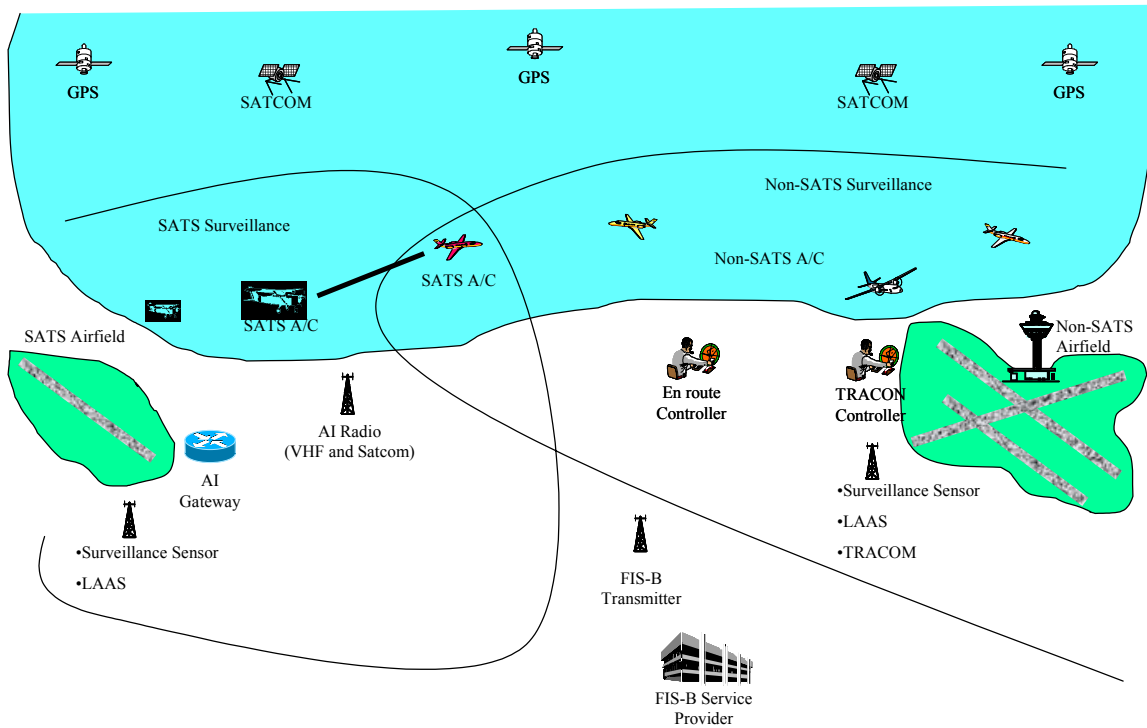 GPS
SATCOM
GPS
SATCOM
GPS
SATS Surveillance
Non-SATS Surveillance
SATS A/C
Non-SATS A/C
SATS A/C
SATS Airfield
Non-SATS
Airfield
En route
Controller
TRACON
Controller
AI Radio
(VHF and Satcom)
AI
Gateway
•Surveillance Sensor
•LAAS
•Surveillance Sensor
•LAAS
•TRACOM
FIS-B
Transmitter
FIS-B Service
Provider